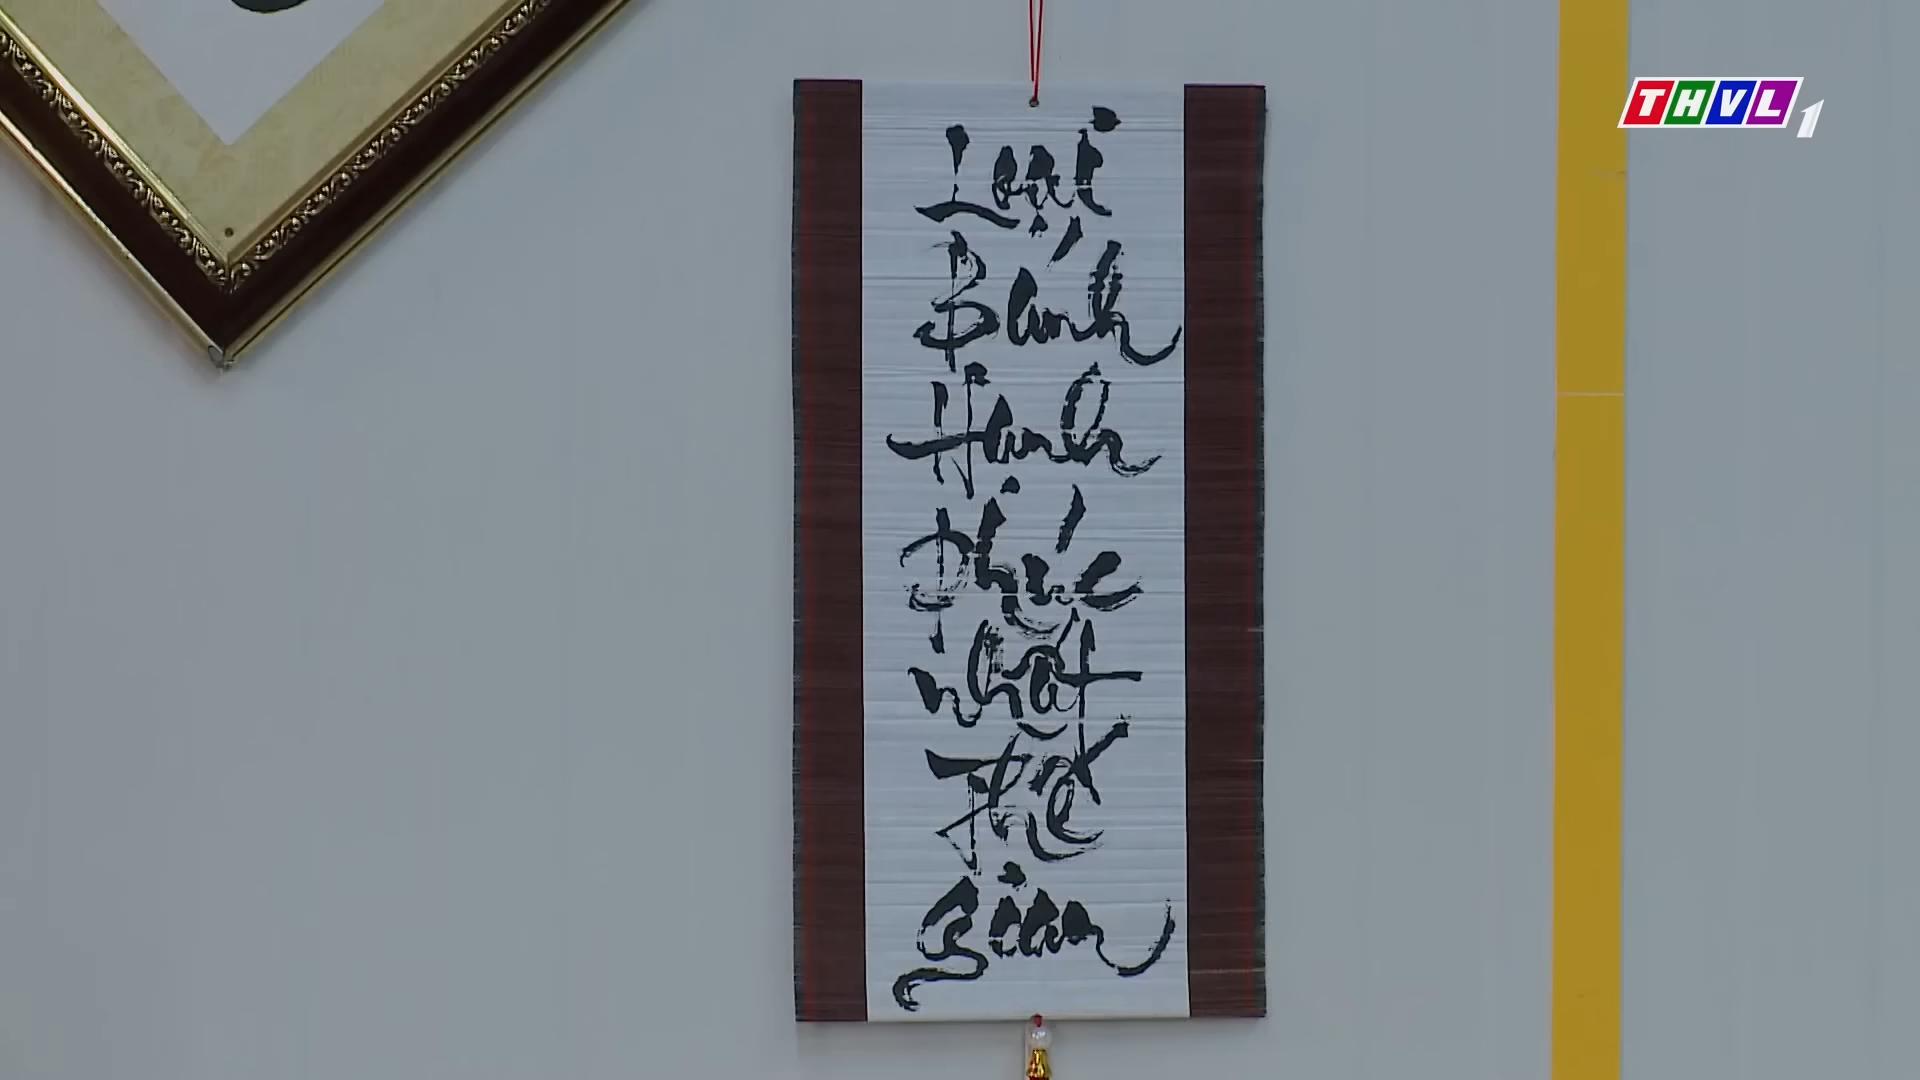 Loại
Bánh
Hạnh
Phúc
nhất
Thế
gian
THVL1